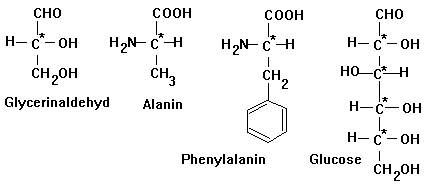 CHO
H–C*–OH
CH2OH
Glycerinaldehyd
COOH
H2N–C*–H
CH3
Alanin
COOH
H2N–C*–H
CH2
Phenylalanin
CHO
H–C*–OH
HO–C*–H
H–C*–OH
H–C*–OH
CH2OH
Glucose